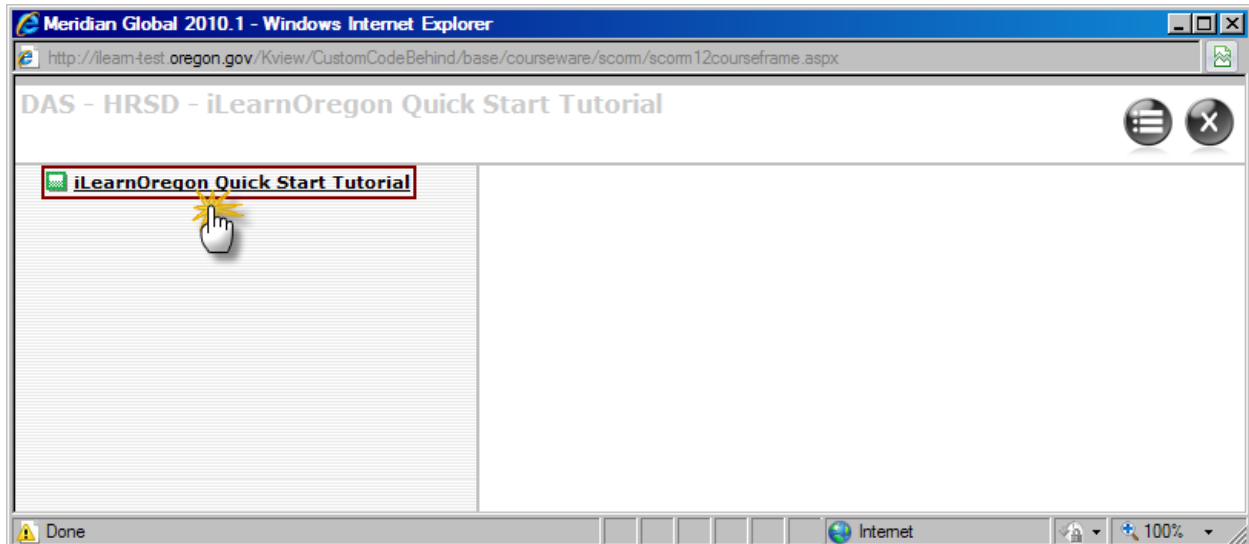 Meridian Global 2010.1 - Windows Internet Explorer
http://ilearn-test.oregon.gov/Kview/CustomCodeBehind/base/courseware/scorm/scorm12courseframe.aspx
DAS - HRSD - iLearnOregon Quick Start Tutorial
iLearnOregon Quick Start Tutorial
Done Internet 100%